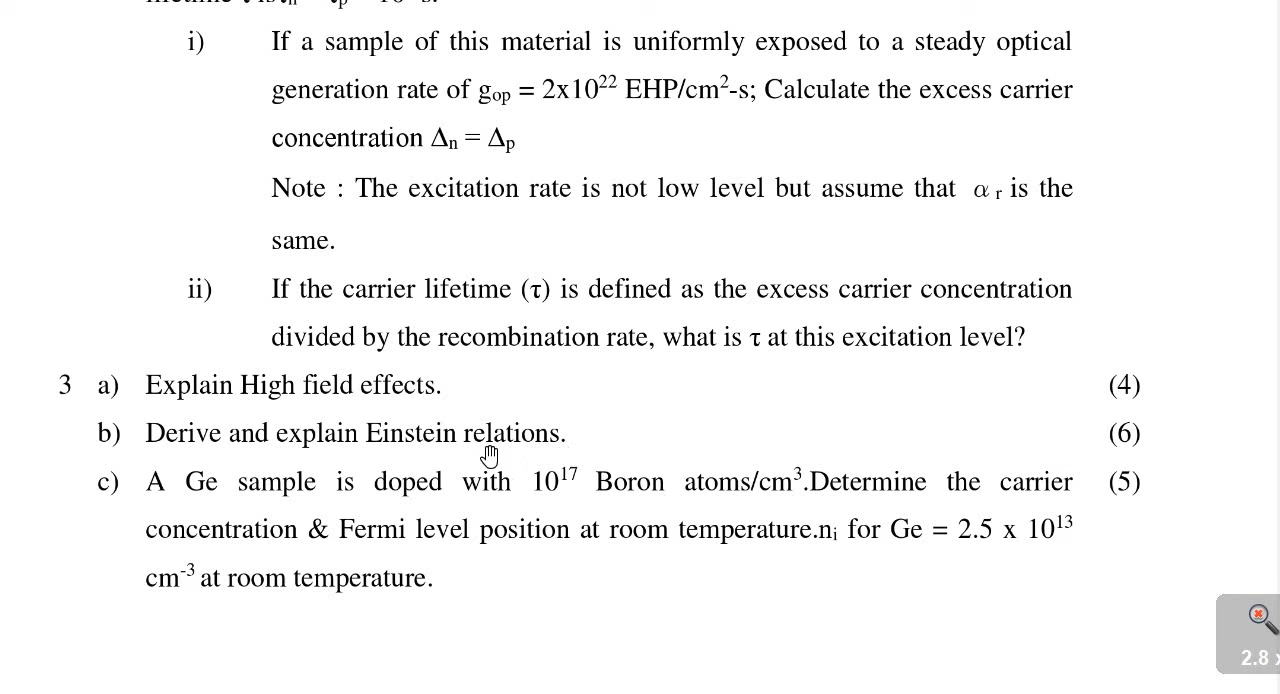 i) If a sample of this material is uniformly exposed to a steady optical
generation rate of gop = 2x10²² EHP/cm²-s; Calculate the excess carrier
concentration Δn = Δp
Note : The excitation rate is not low level but assume that α r is the
same.
ii) If the carrier lifetime (τ) is defined as the excess carrier concentration
divided by the recombination rate, what is τ at this excitation level?
3 a) Explain High field effects. (4)
b) Derive and explain Einstein relations. (6)
c) A Ge sample is doped with 10¹⁷ Boron atoms/cm³.Determine the carrier (5)
concentration & Fermi level position at room temperature.ni for Ge = 2.5 x 10¹³
cm⁻³ at room temperature.
2.8 x